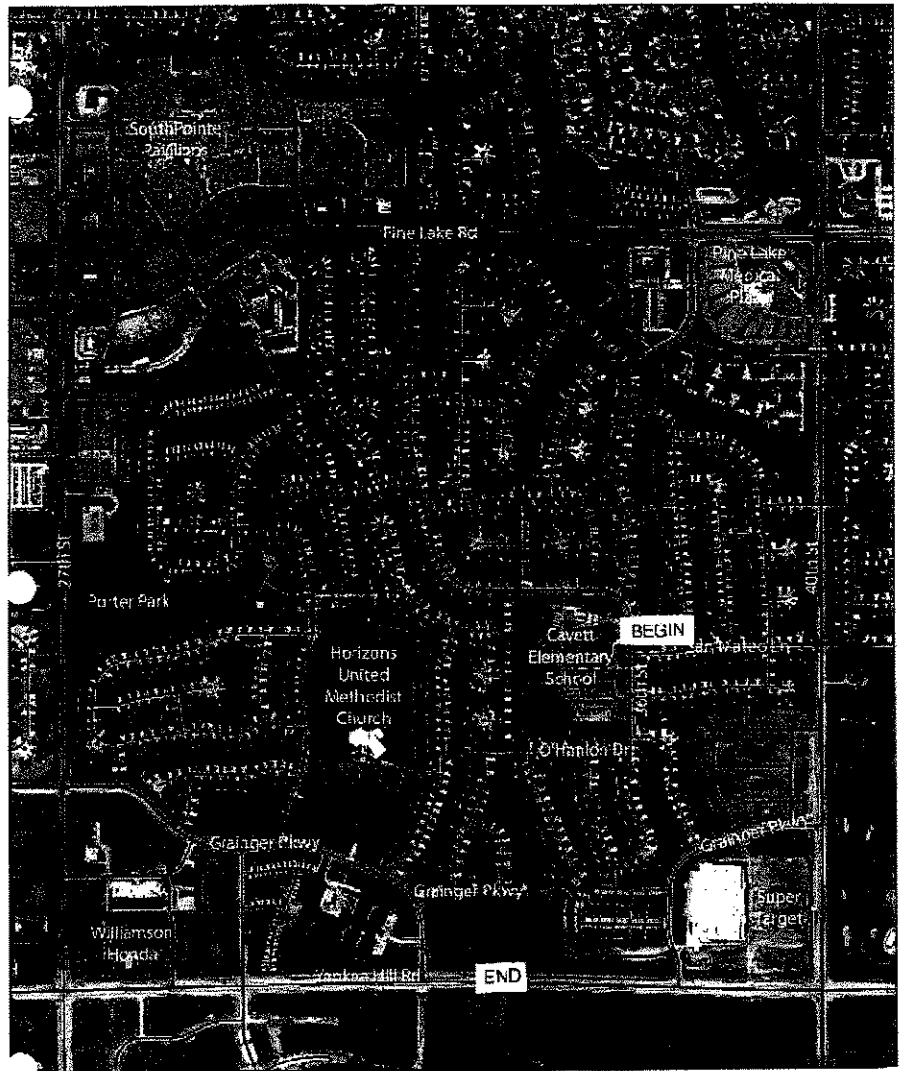 SouthPointe
Pavilions
Pine Lake Rd
Pine Lake
Medical
Plaza
27th St
40th St
Porter Park
Horizons
United
Methodist
Church
Cavett
Elementary
School
BEGIN
36th St
O'Hanlon Dr
Grainger Pkwy
Grainger Pkwy
Grainger Pkwy
Williamson
Honda
Super
Target
Yankee Hill Rd
END